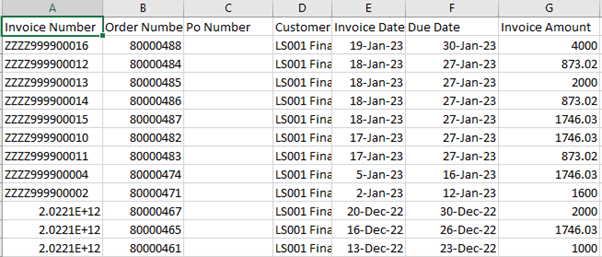 A B C D E F G
Invoice Number Order Numbe Po Number Customer Invoice Date Due Date Invoice Amount
ZZZZ999900016 80000488 LS001 Fina 19-Jan-23 30-Jan-23 4000
ZZZZ999900012 80000484 LS001 Fina 18-Jan-23 27-Jan-23 873.02
ZZZZ999900013 80000485 LS001 Fina 18-Jan-23 27-Jan-23 2000
ZZZZ999900014 80000486 LS001 Fina 18-Jan-23 27-Jan-23 873.02
ZZZZ999900015 80000487 LS001 Fina 18-Jan-23 27-Jan-23 1746.03
ZZZZ999900010 80000482 LS001 Fina 17-Jan-23 27-Jan-23 1746.03
ZZZZ999900011 80000483 LS001 Fina 17-Jan-23 27-Jan-23 873.02
ZZZZ999900004 80000474 LS001 Fina 5-Jan-23 16-Jan-23 1746.03
ZZZZ999900002 80000471 LS001 Fina 2-Jan-23 12-Jan-23 1600
2.0221E+12 80000467 LS001 Fina 20-Dec-22 30-Dec-22 2000
2.0221E+12 80000465 LS001 Fina 16-Dec-22 26-Dec-22 1746.03
2.0221E+12 80000461 LS001 Fina 13-Dec-22 23-Dec-22 1000